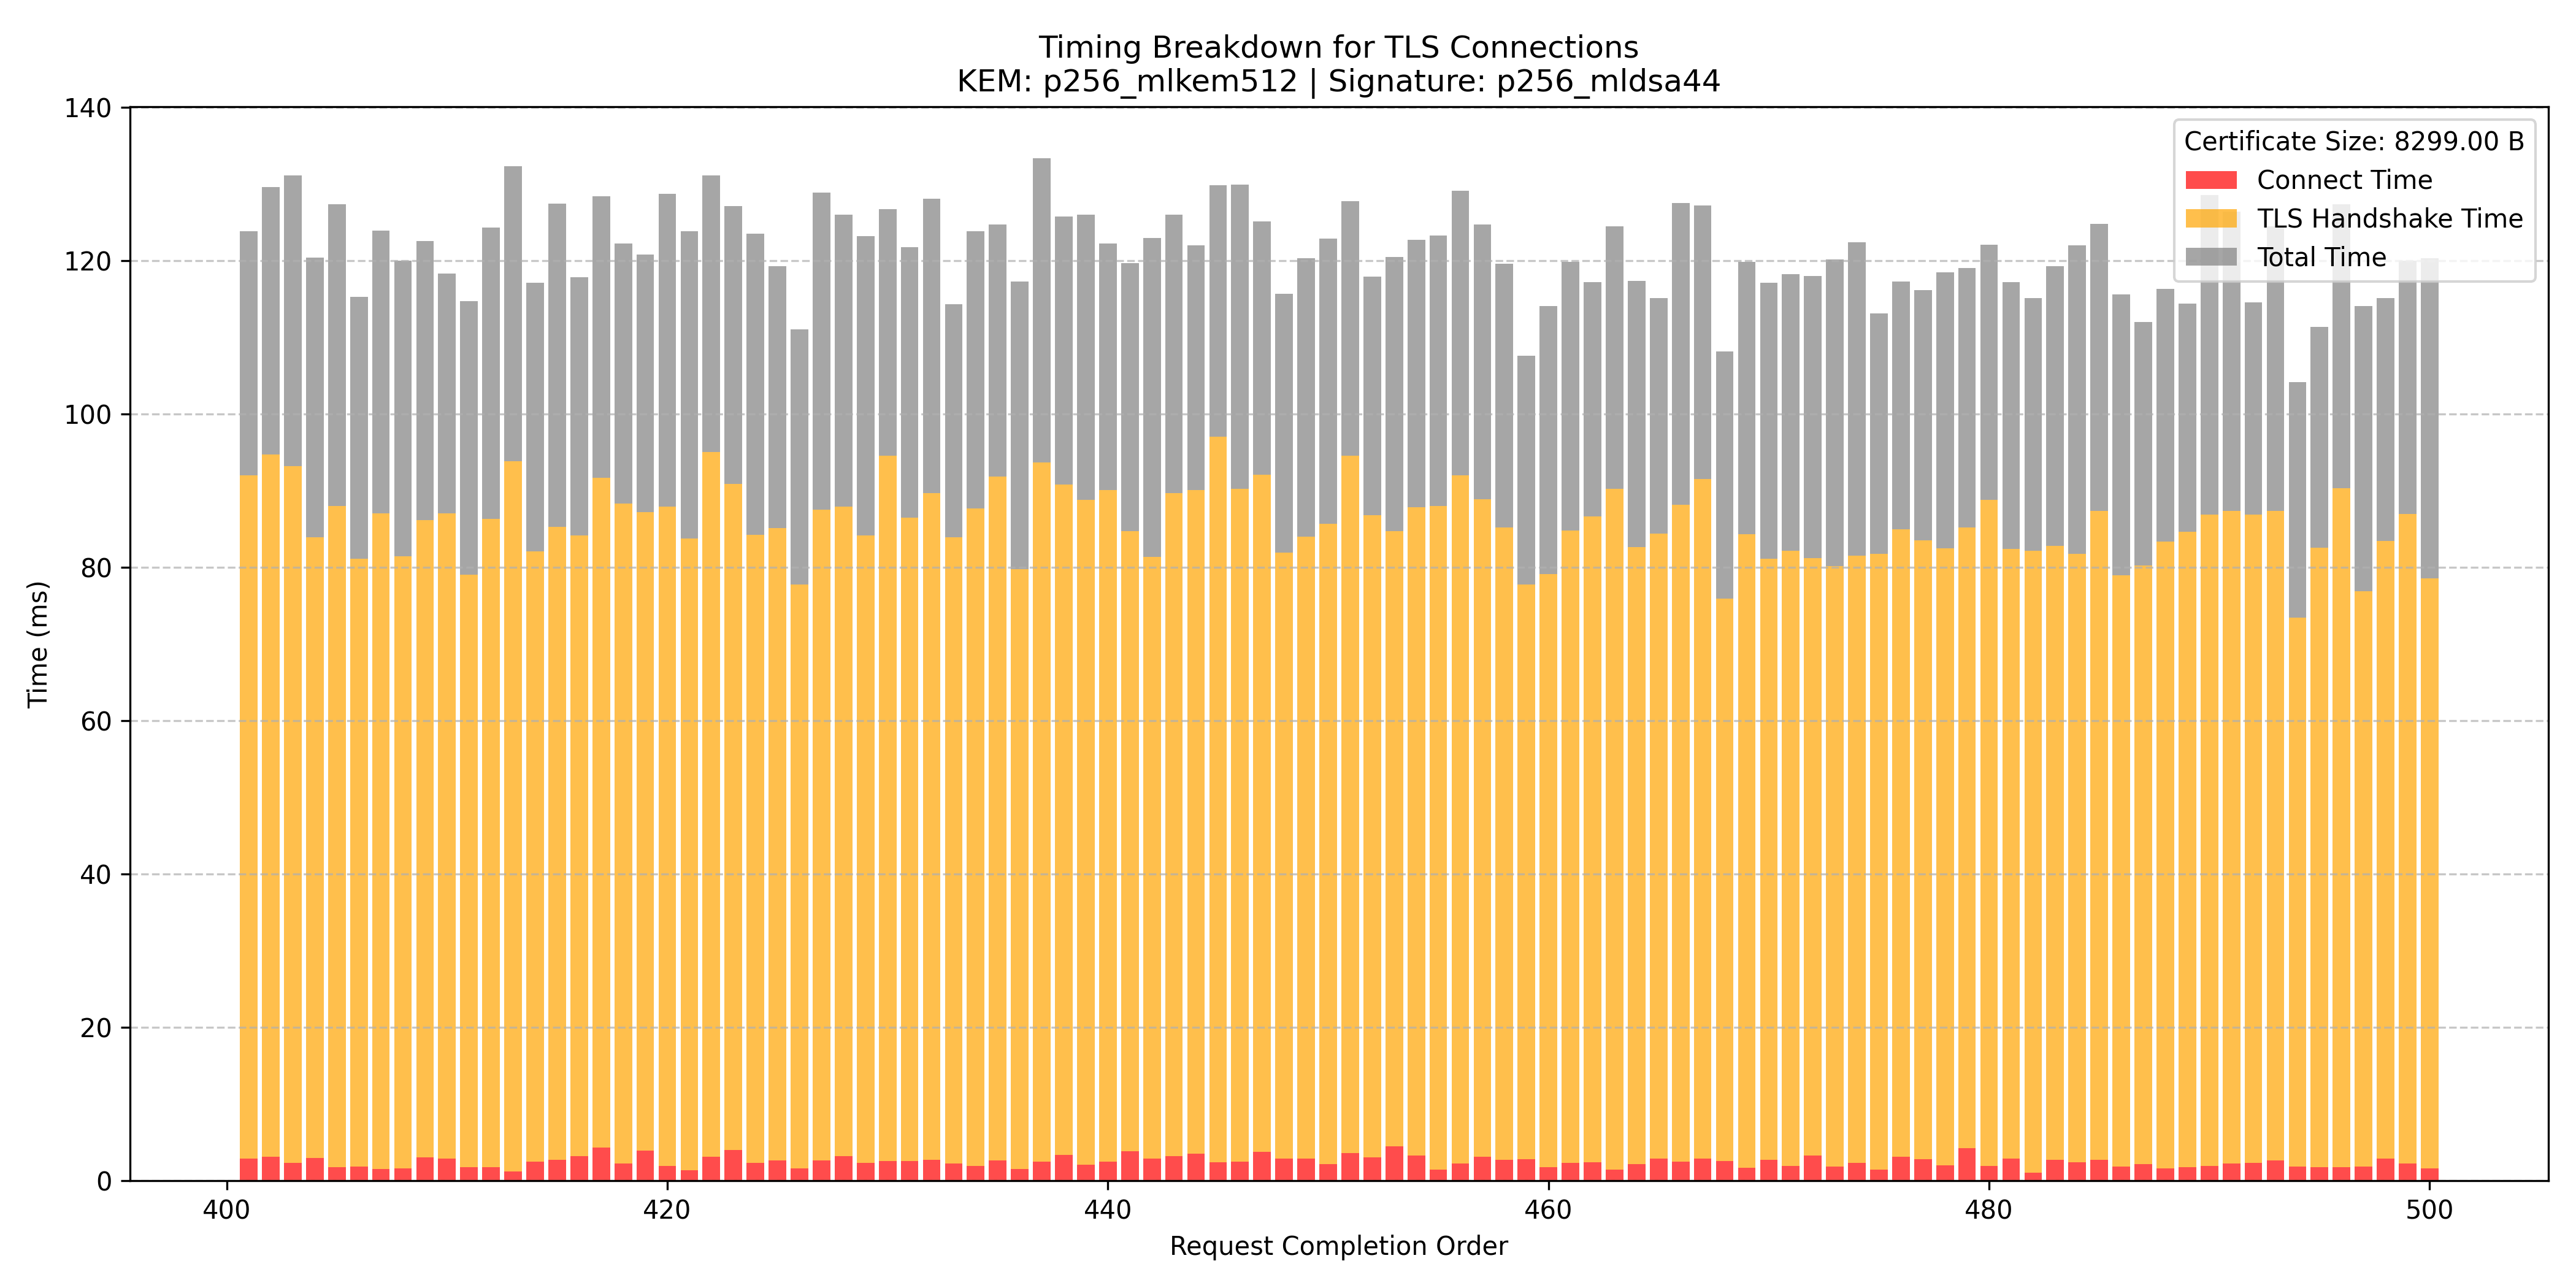 Timing Breakdown for TLS Connections
KEM: p256_mlkem512 | Signature: p256_mldsa44
Certificate Size: 8299.00 B
Connect Time
TLS Handshake Time
Total Time
Time (ms)
140
120
100
80
60
40
20
0
400 420 440 460 480 500
Request Completion Order